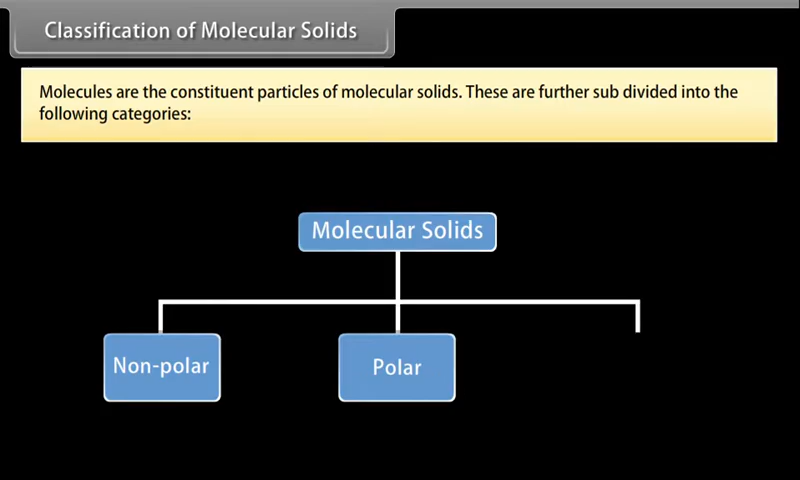 Classification of Molecular Solids
Molecules are the constituent particles of molecular solids. These are further sub divided into the
following categories:
Molecular Solids
Non-polar
Polar